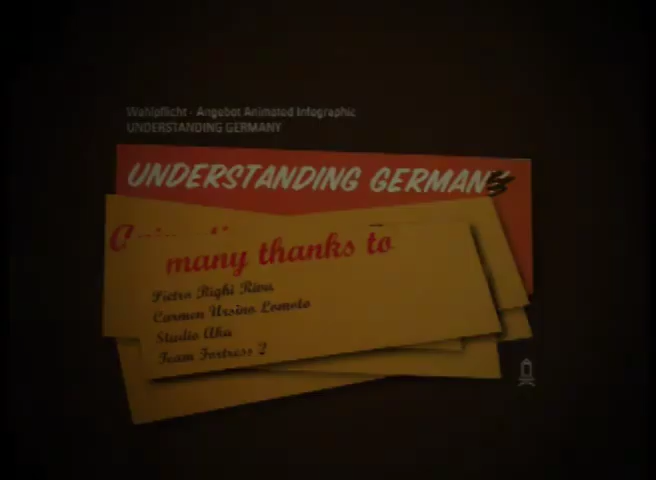 Wahlpflicht - Angebot Animated Infographic
UNDERSTANDING GERMANY
UNDERSTANDING GERMAN
many thanks to
Pietro Righi Riva
Carmen Ursino Lomoto
Studio Aka
Team Fortress 2